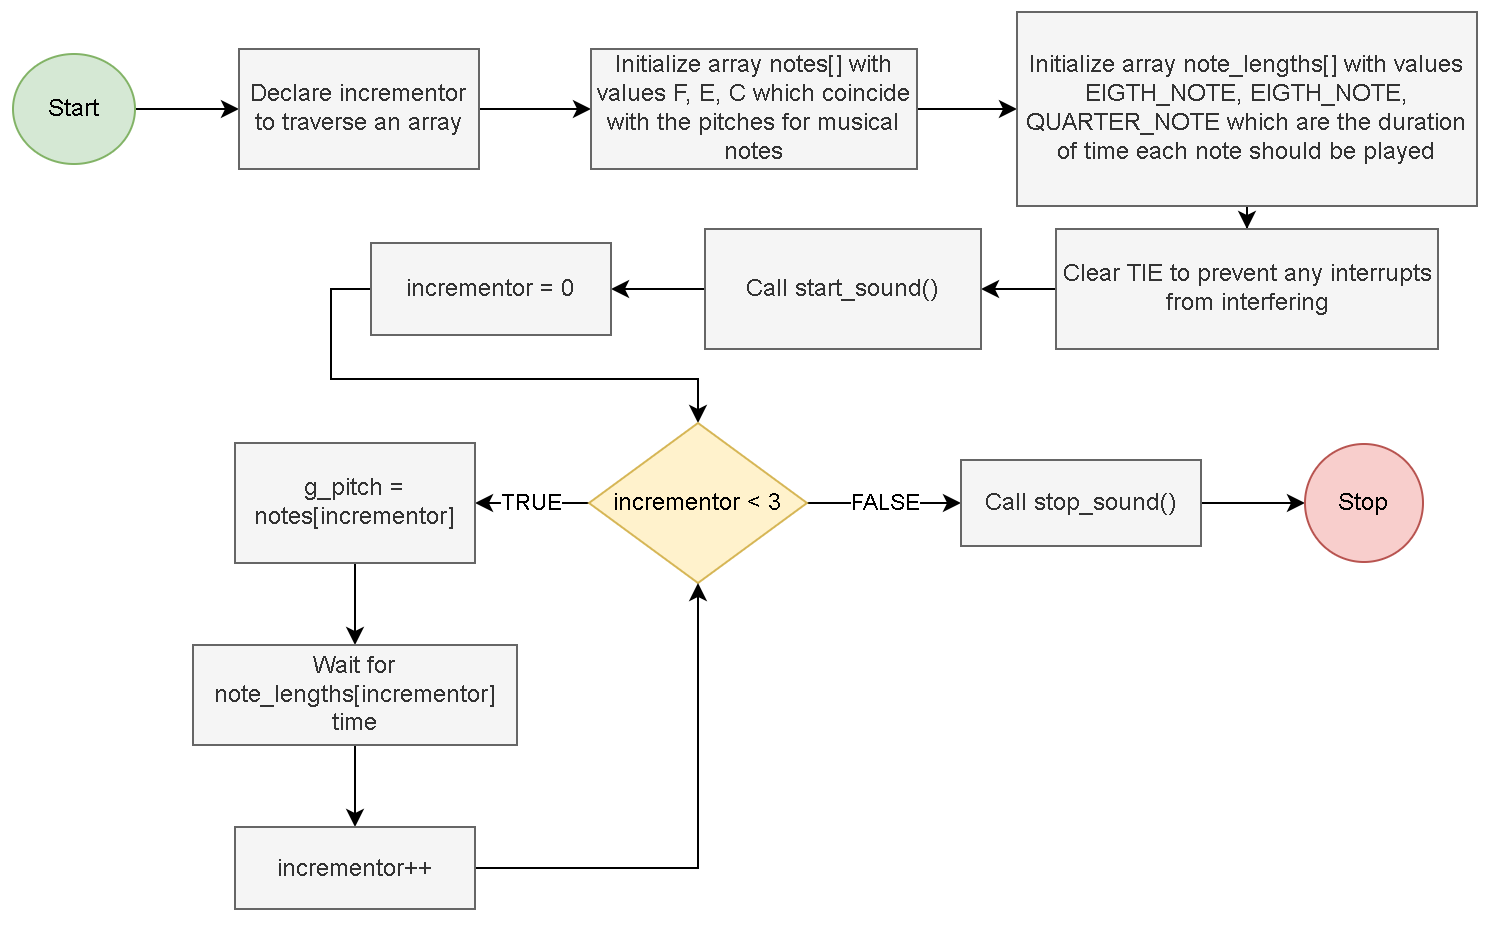 Start
Declare incrementor
to traverse an array
Initialize array notes[] with
values F, E, C which coincide
with the pitches for musical
notes
Initialize array note_lengths[] with values
EIGTH_NOTE, EIGTH_NOTE,
QUARTER_NOTE which are the duration
of time each note should be played
Clear TIE to prevent any interrupts
from interfering
Call start_sound()
incrementor = 0
incrementor < 3
TRUE
g_pitch =
notes[incrementor]
Wait for
note_lengths[incrementor]
time
incrementor++
FALSE
Call stop_sound()
Stop